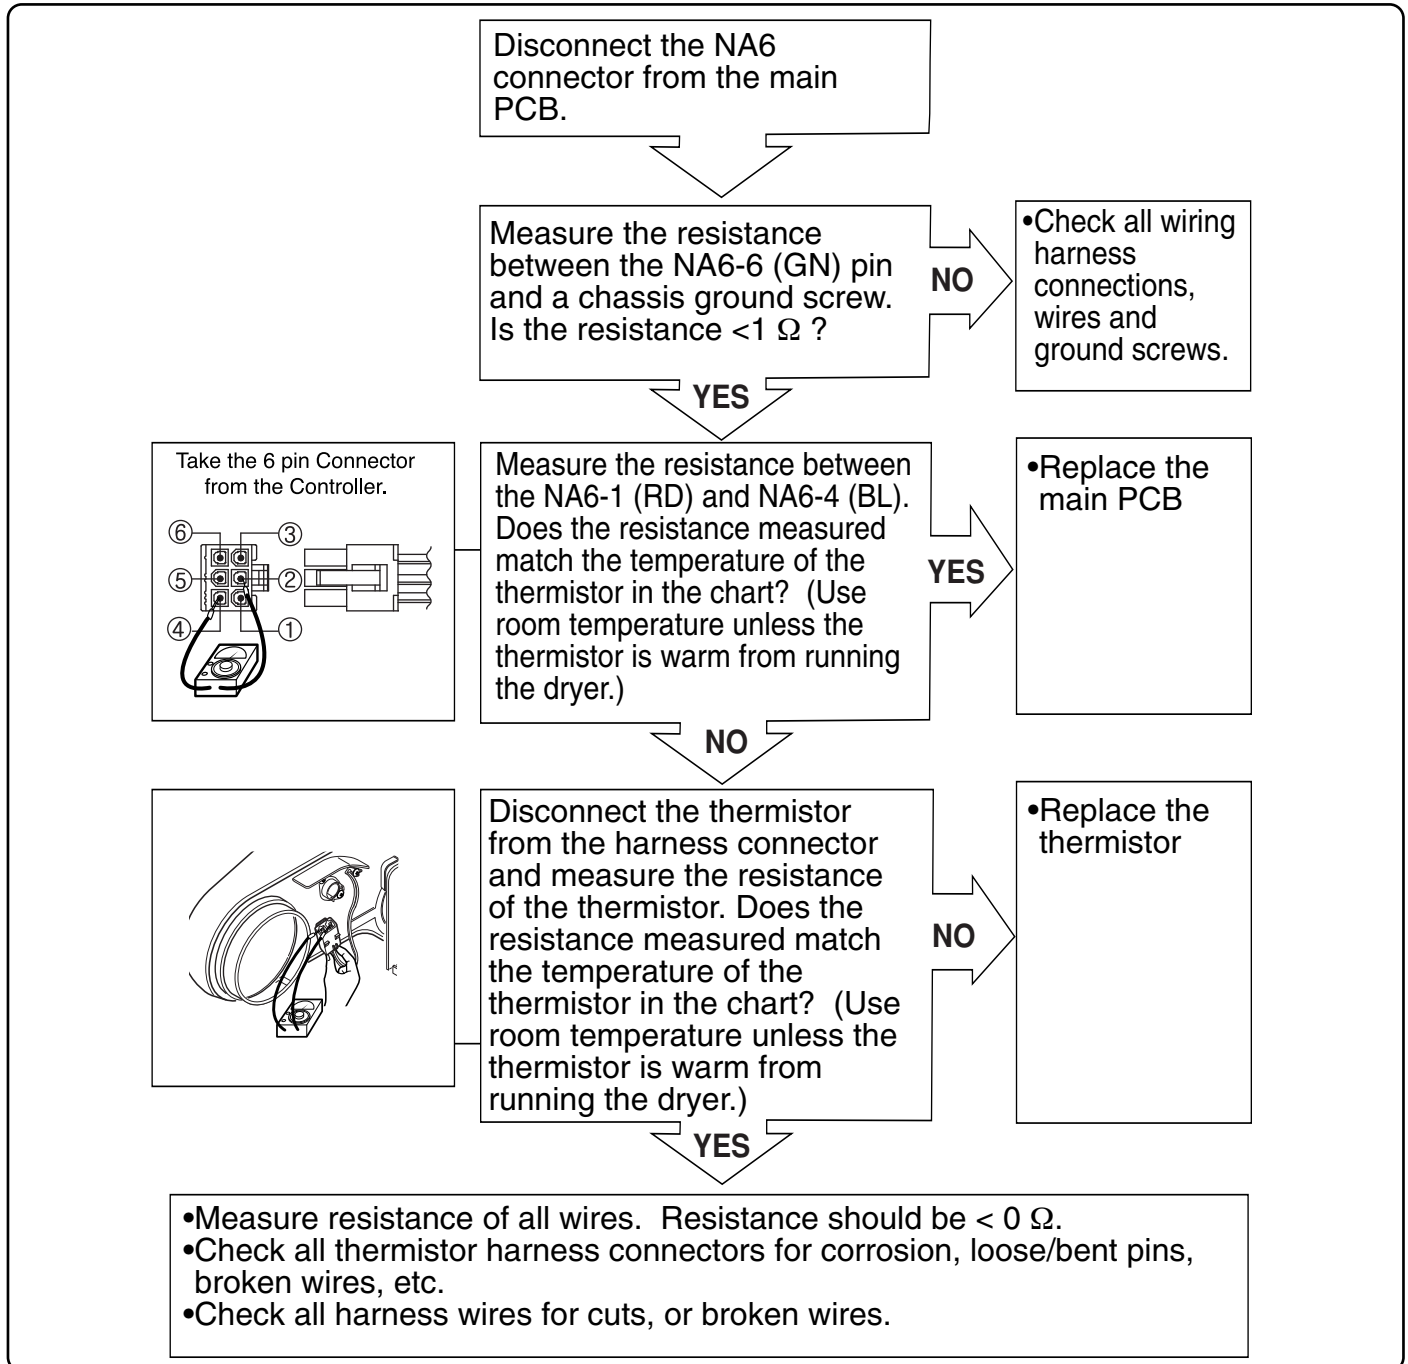 Disconnect the NA6
connector from the main
PCB.
Measure the resistance
between the NA6-6 (GN) pin
and a chassis ground screw.
Is the resistance <1 Ω ?
NO
•Check all wiring
harness
connections,
wires and
ground screws.
YES
Take the 6 pin Connector
from the Controller.
⑥
③
⑤
②
④
①
Measure the resistance between
the NA6-1 (RD) and NA6-4 (BL).
Does the resistance measured
match the temperature of the
thermistor in the chart? (Use
room temperature unless the
thermistor is warm from running
the dryer.)
YES
•Replace the
main PCB
NO
Disconnect the thermistor
from the harness connector
and measure the resistance
of the thermistor. Does the
resistance measured match
the temperature of the
thermistor in the chart? (Use
room temperature unless the
thermistor is warm from
running the dryer.)
NO
•Replace the
thermistor
YES
•Measure resistance of all wires. Resistance should be < 0 Ω.
•Check all thermistor harness connectors for corrosion, loose/bent pins,
broken wires, etc.
•Check all harness wires for cuts, or broken wires.